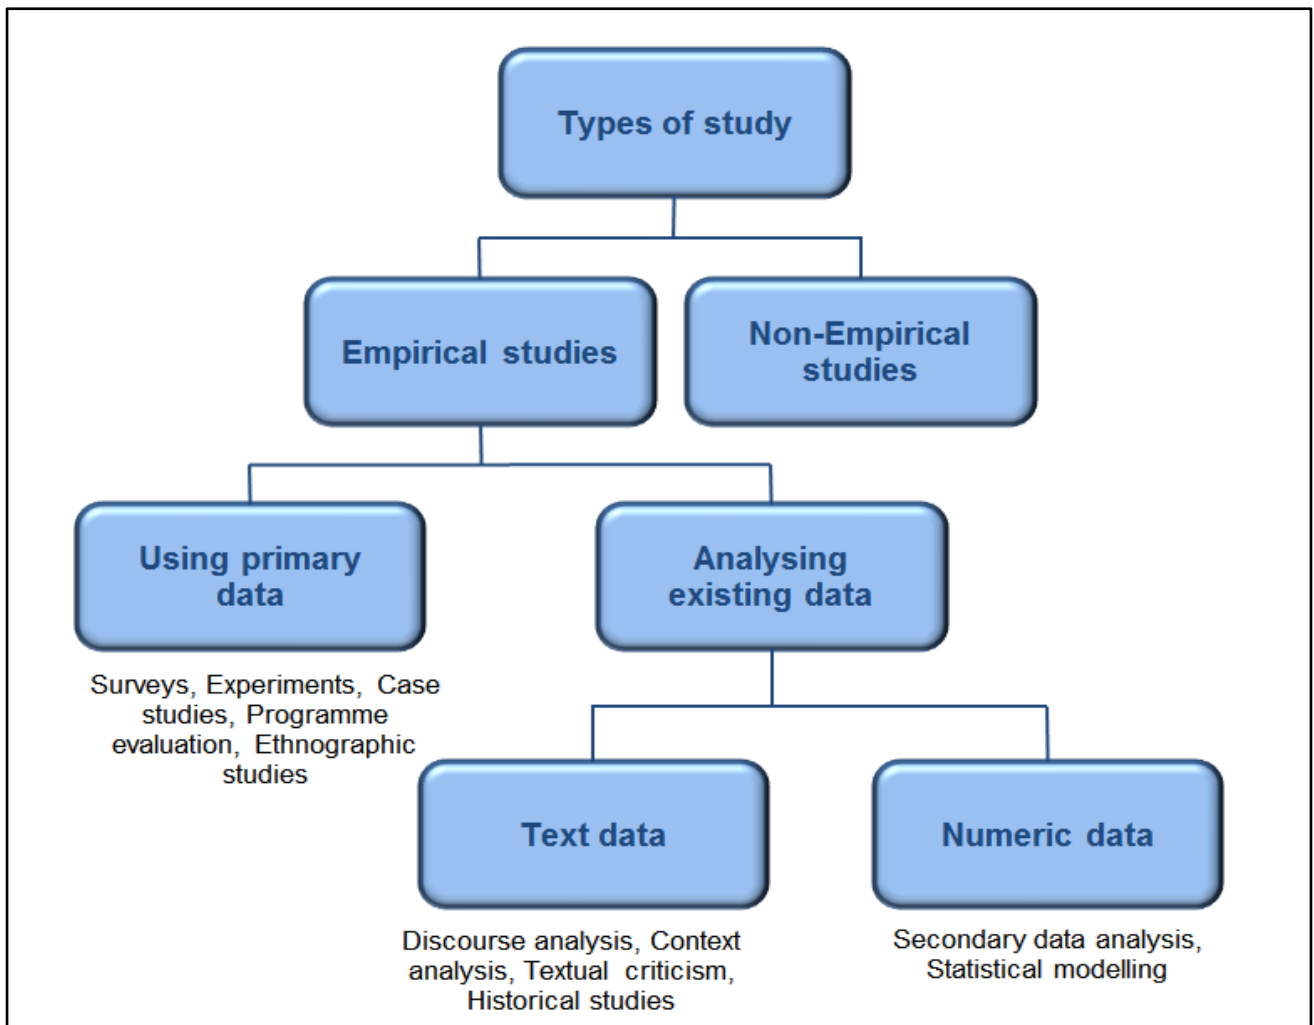 Types of study
Empirical studies
Non-Empirical
studies
Using primary
data
Analysing
existing data
Surveys, Experiments, Case
studies, Programme
evaluation, Ethnographic
studies
Text data
Numeric data
Discourse analysis, Context
analysis, Textual criticism,
Historical studies
Secondary data analysis,
Statistical modelling